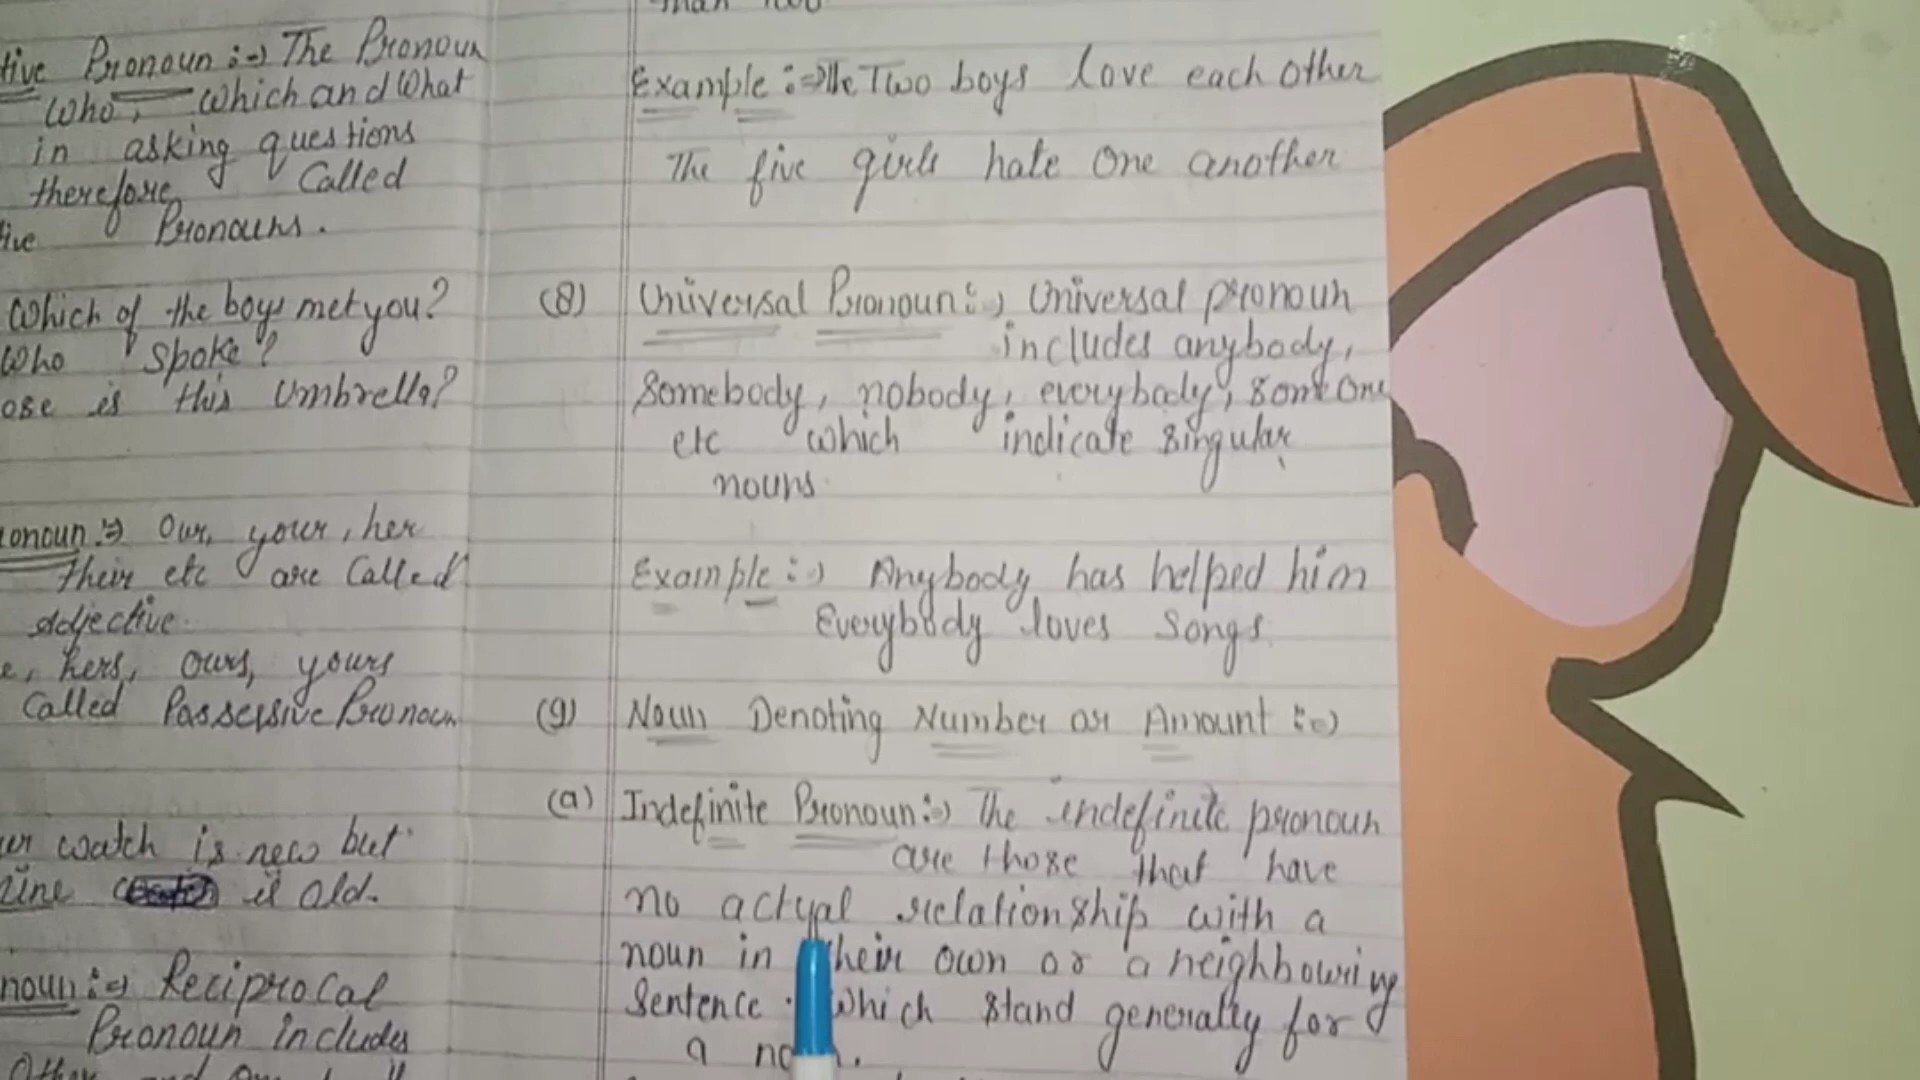 tive Pronoun :-) The Pronoun
Who, which and What
in asking questions
therefore Called
tive Pronouns.
Which of the boys met you?
Who spoke?
ose is this Umbrella?
onoun :-) Our, your, her
Their etc are Called
Adjective.
e, hers, ours, yours
Called Possessive Pronoun
watch is new but
is old.
noun :-) Reciprocal
Pronoun includes
than two
Example :-) The Two boys love each other
The five girls hate One another
(8) Universal Pronoun :-) Universal pronoun
includes anybody,
Somebody, nobody, everybody, Some One
etc which indicate singular
nouns.
Example :-) Anybody has helped him
Everybody loves songs.
(9) Noun Denoting Number or Amount :-)
(a) Indefinite Pronoun :-) The indefinite pronoun
are those that have
no actual relationship with a
noun in their own or a neighbouring
Sentence. Which stand generally for
a